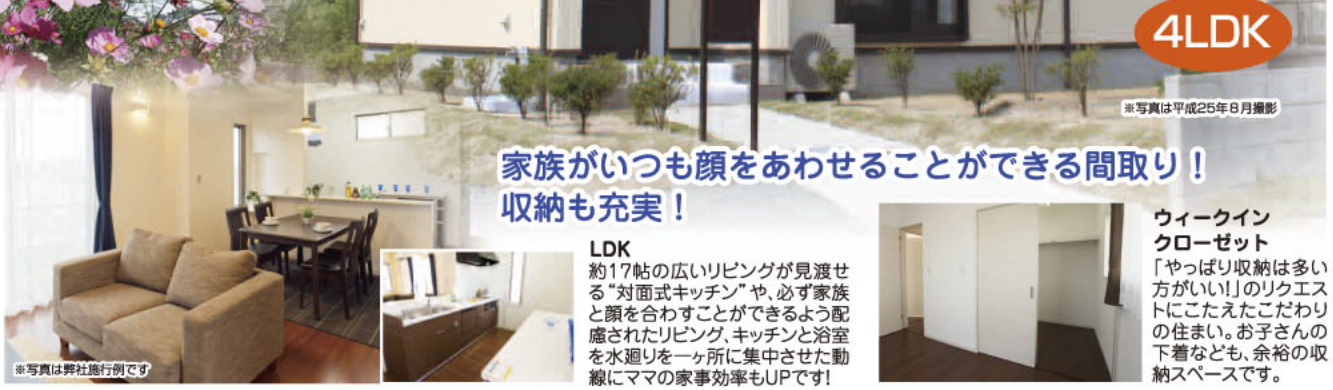 4LDK
※写真は平成25年8月撮影
家族がいつも顔をあわせることができる間取り！
収納も充実！
LDK
約17帖の広いリビングが見渡せ
る“対面式キッチン”や、必ず家族
と顔を合わすことができるよう配
慮されたリビング、キッチンと浴室
を水廻りを一ヶ所に集中させた動
線にママの家事効率もUPです!
ウィークイン
クローゼット
「やっぱり収納は多い
方がいい!」のリクエス
トにこたえたこだわり
の住まい。お子さんの
下着なども、余裕の収
納スペースです。
※写真は弊社施行例です